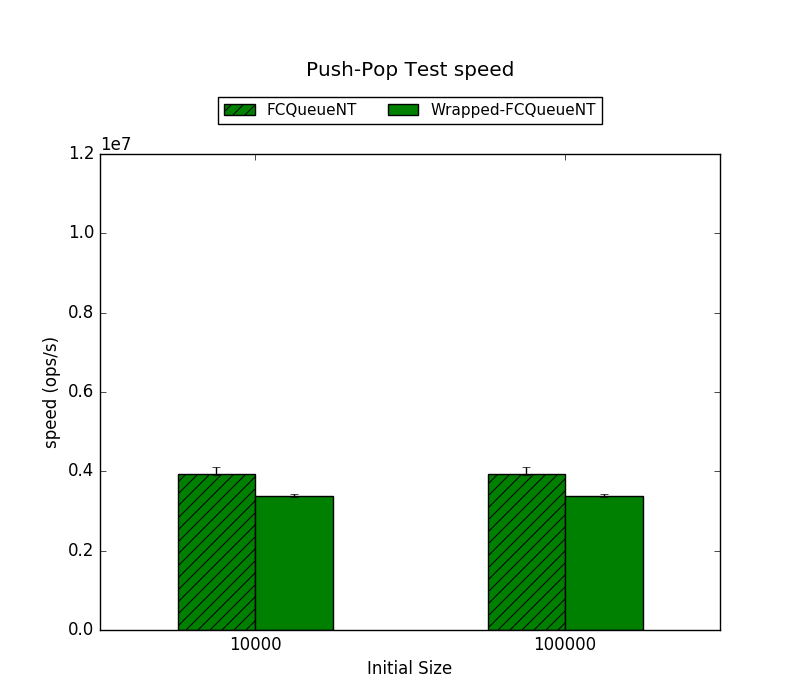 Push-Pop Test speed
FCQueueNT Wrapped-FCQueueNT
1e7
1.2
1.0
0.8
0.6
0.4
0.2
0.0
speed (ops/s)
10000 100000
Initial Size